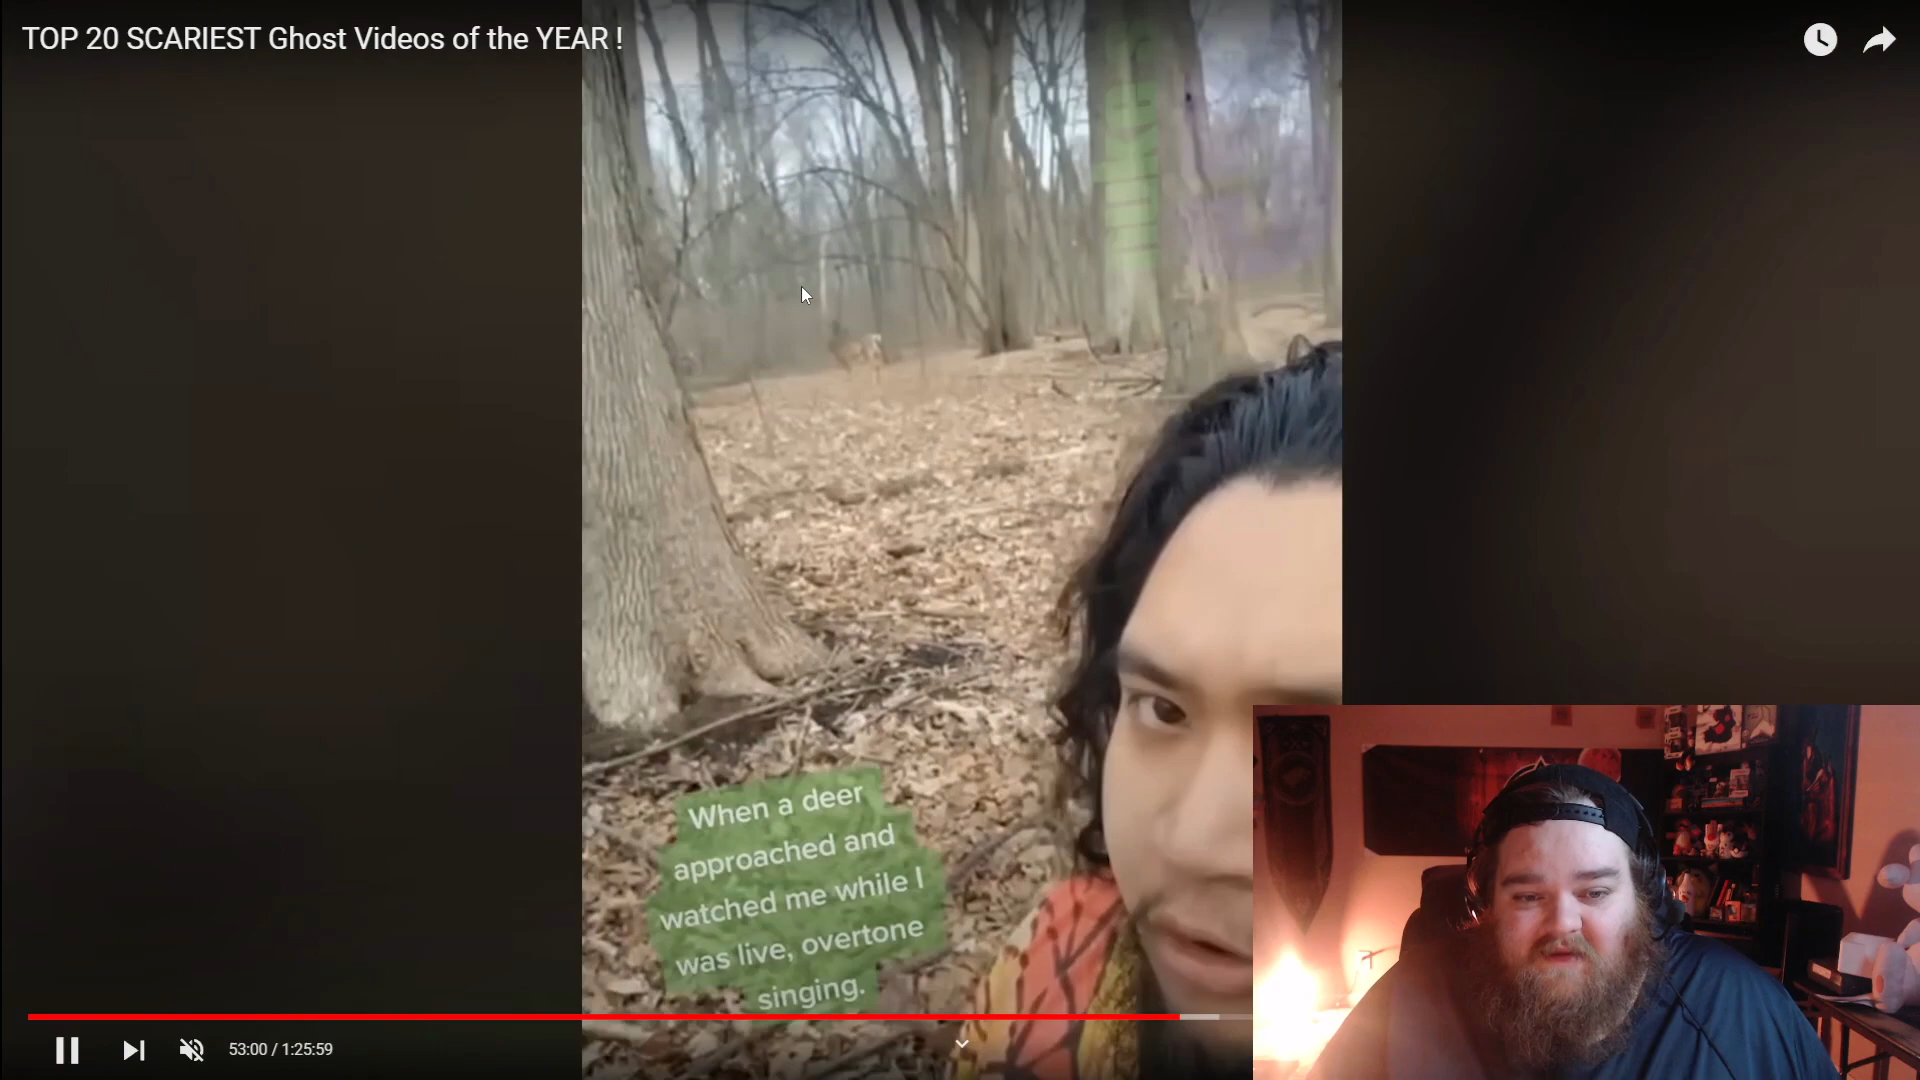 TOP 20 SCARIEST Ghost Videos of the YEAR !
When a deer
approached and
watched me while I
was live, overtone
singing.
53:00 / 1:25:59